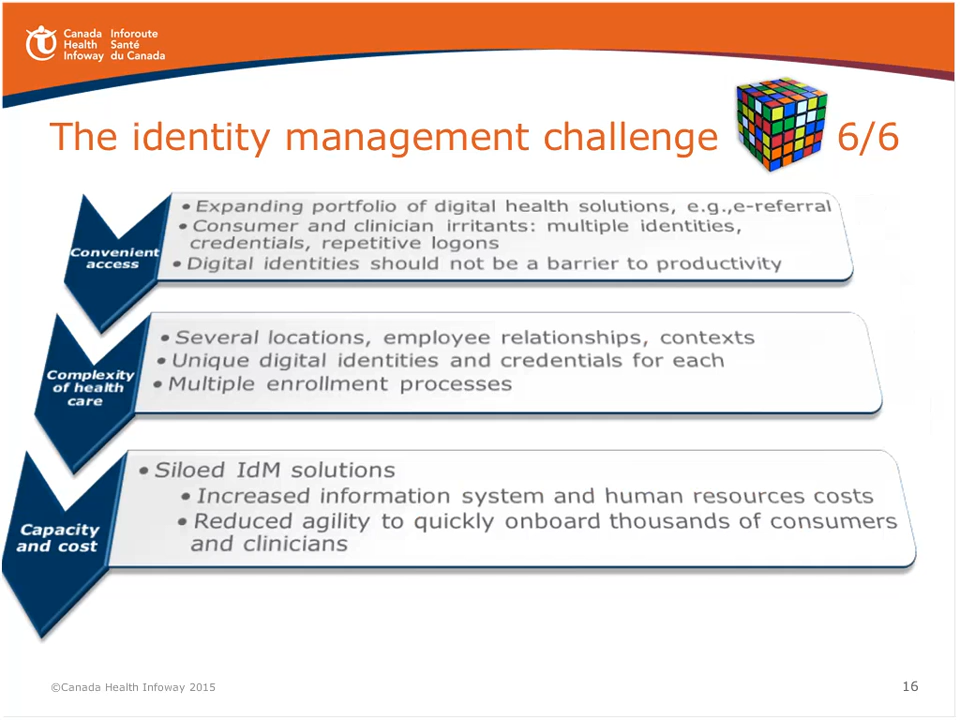 Canada Inforoute
Health Santé
Infoway du Canada
The identity management challenge 6/6
Convenient
access
• Expanding portfolio of digital health solutions, e.g.,e-referral
• Consumer and clinician irritants: multiple identities,
credentials, repetitive logons
• Digital identities should not be a barrier to productivity
Complexity
of health
care
• Several locations, employee relationships, contexts
• Unique digital identities and credentials for each
• Multiple enrollment processes
Capacity
and cost
• Siloed IdM solutions
• Increased information system and human resources costs
• Reduced agility to quickly onboard thousands of consumers
and clinicians
©Canada Health Infoway 2015
16